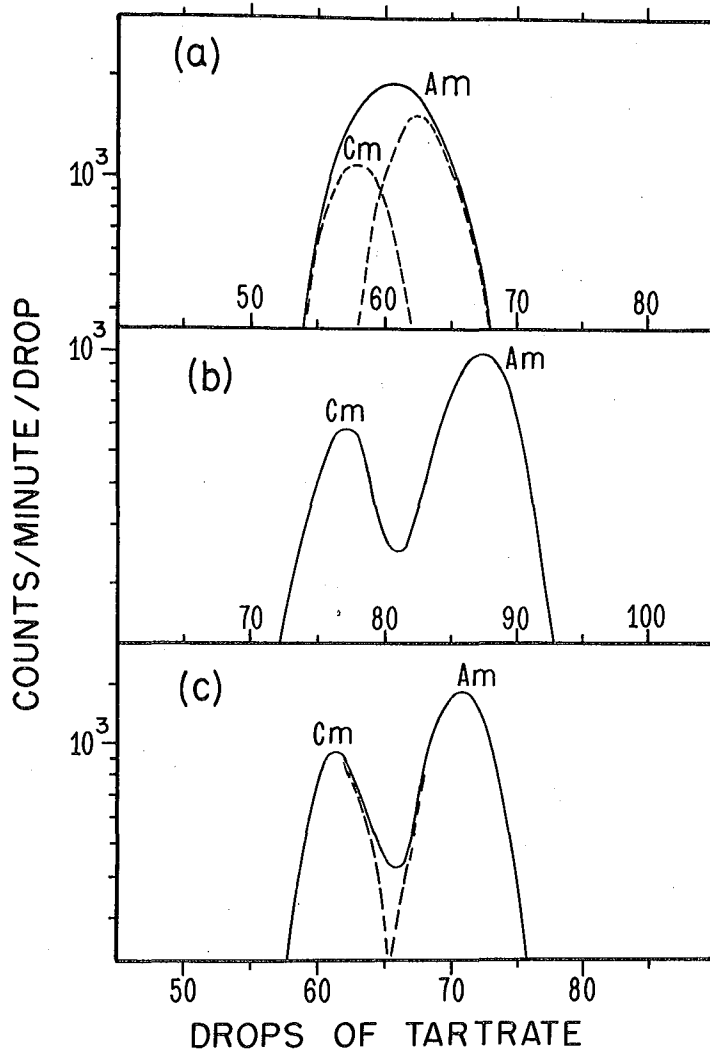 (a)
Am
Cm
10³
50 60 70 80
10³
(b)
Am
Cm
70 80 90 100
(c)
Am
Cm
10³
50 60 70 80
DROPS OF TARTRATE
COUNTS/MINUTE/DROP